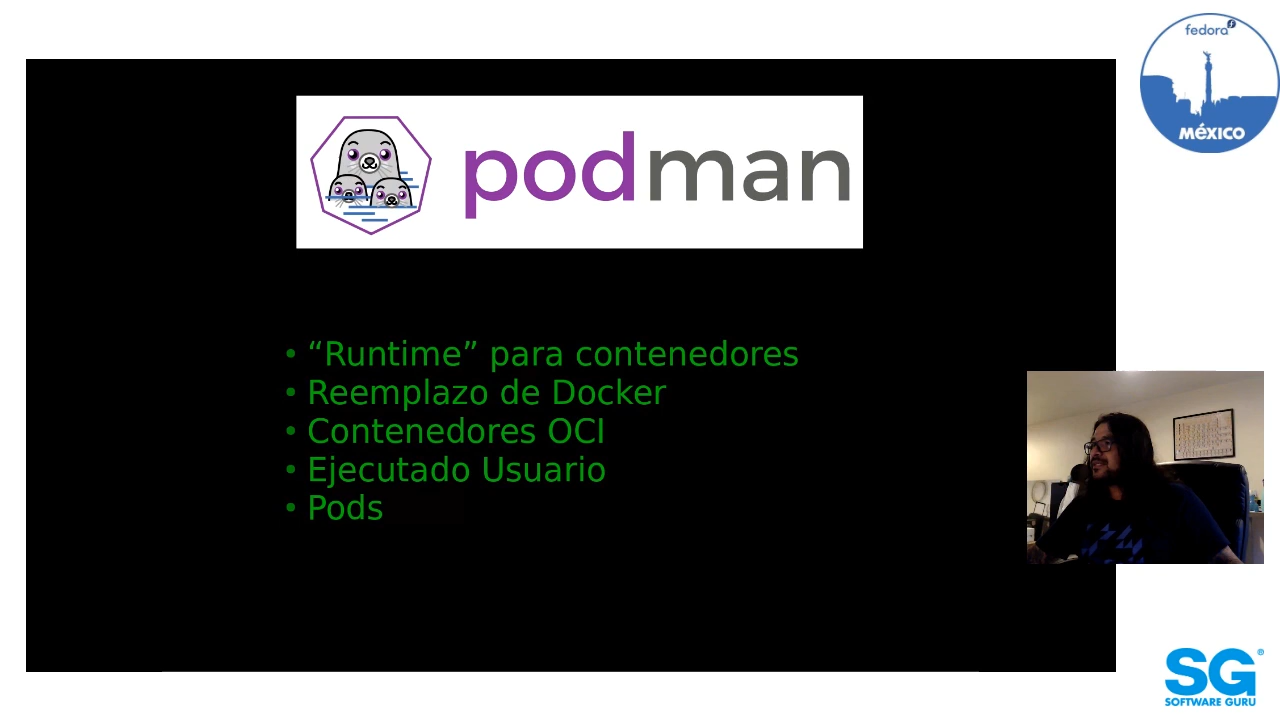 fedora
MÉXICO
podman
• “Runtime” para contenedores
• Reemplazo de Docker
• Contenedores OCI
• Ejecutado Usuario
• Pods
SG®
SOFTWARE GURU